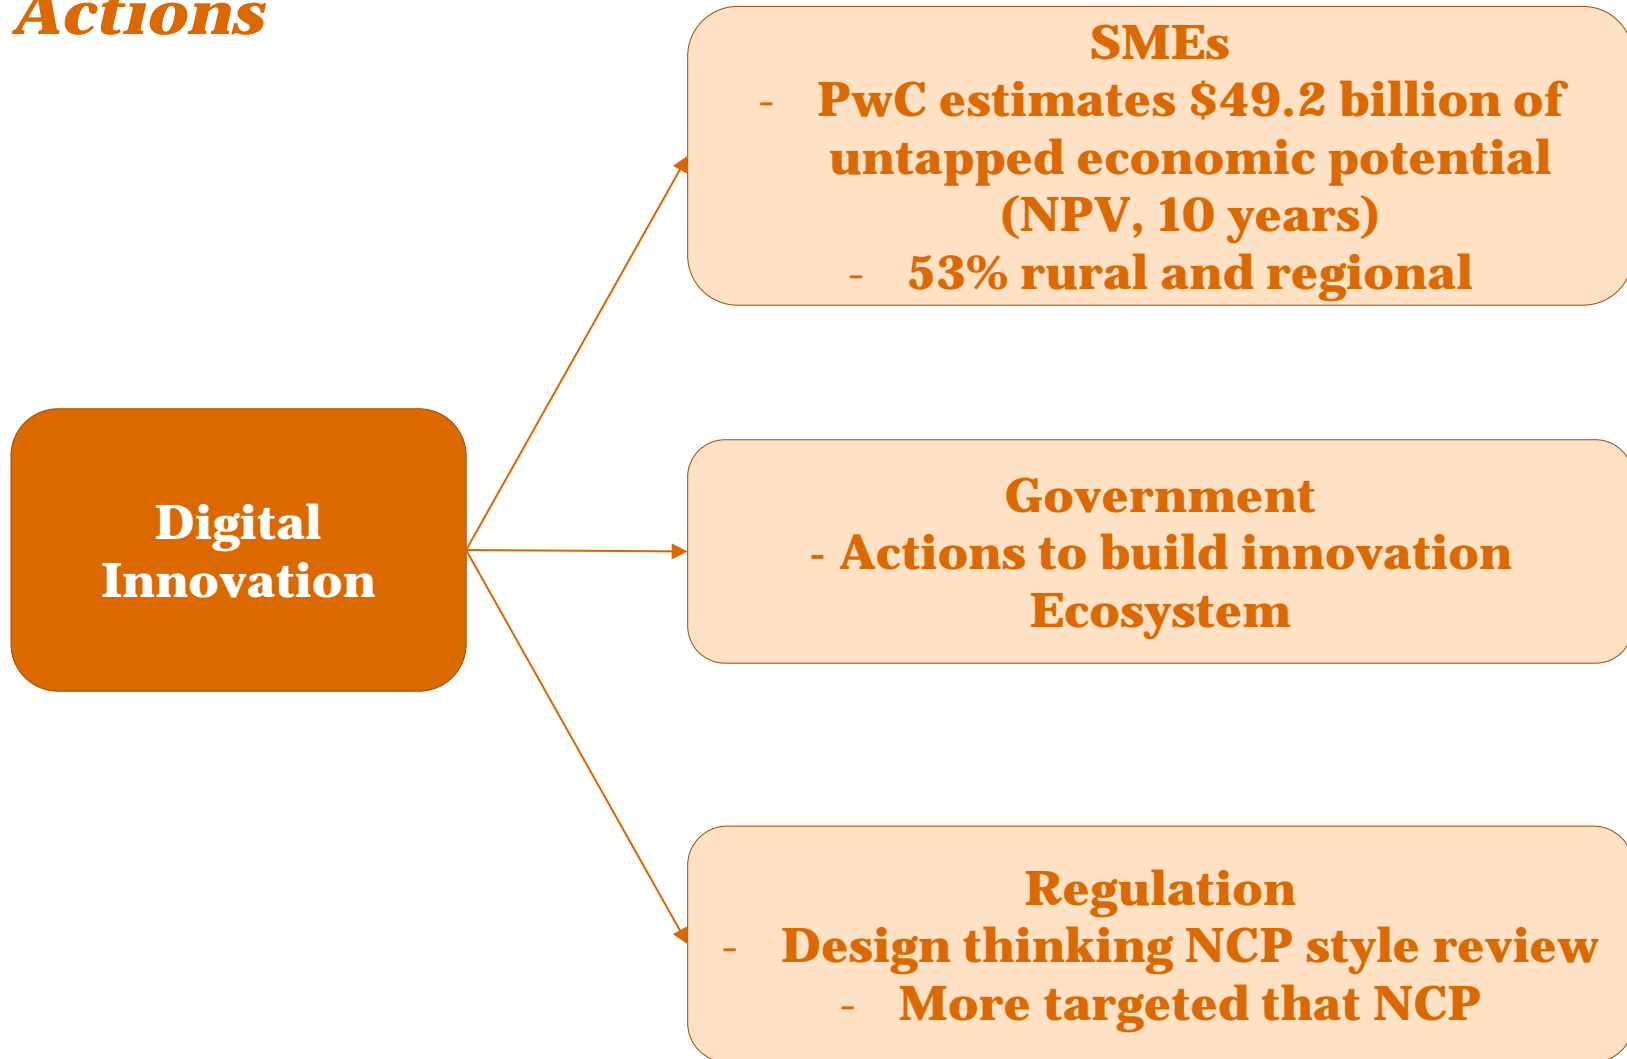 Actions
SMEs
- PwC estimates $49.2 billion of
untapped economic potential
(NPV, 10 years)
- 53% rural and regional
Digital
Innovation
Government
- Actions to build innovation
Ecosystem
Regulation
- Design thinking NCP style review
- More targeted that NCP